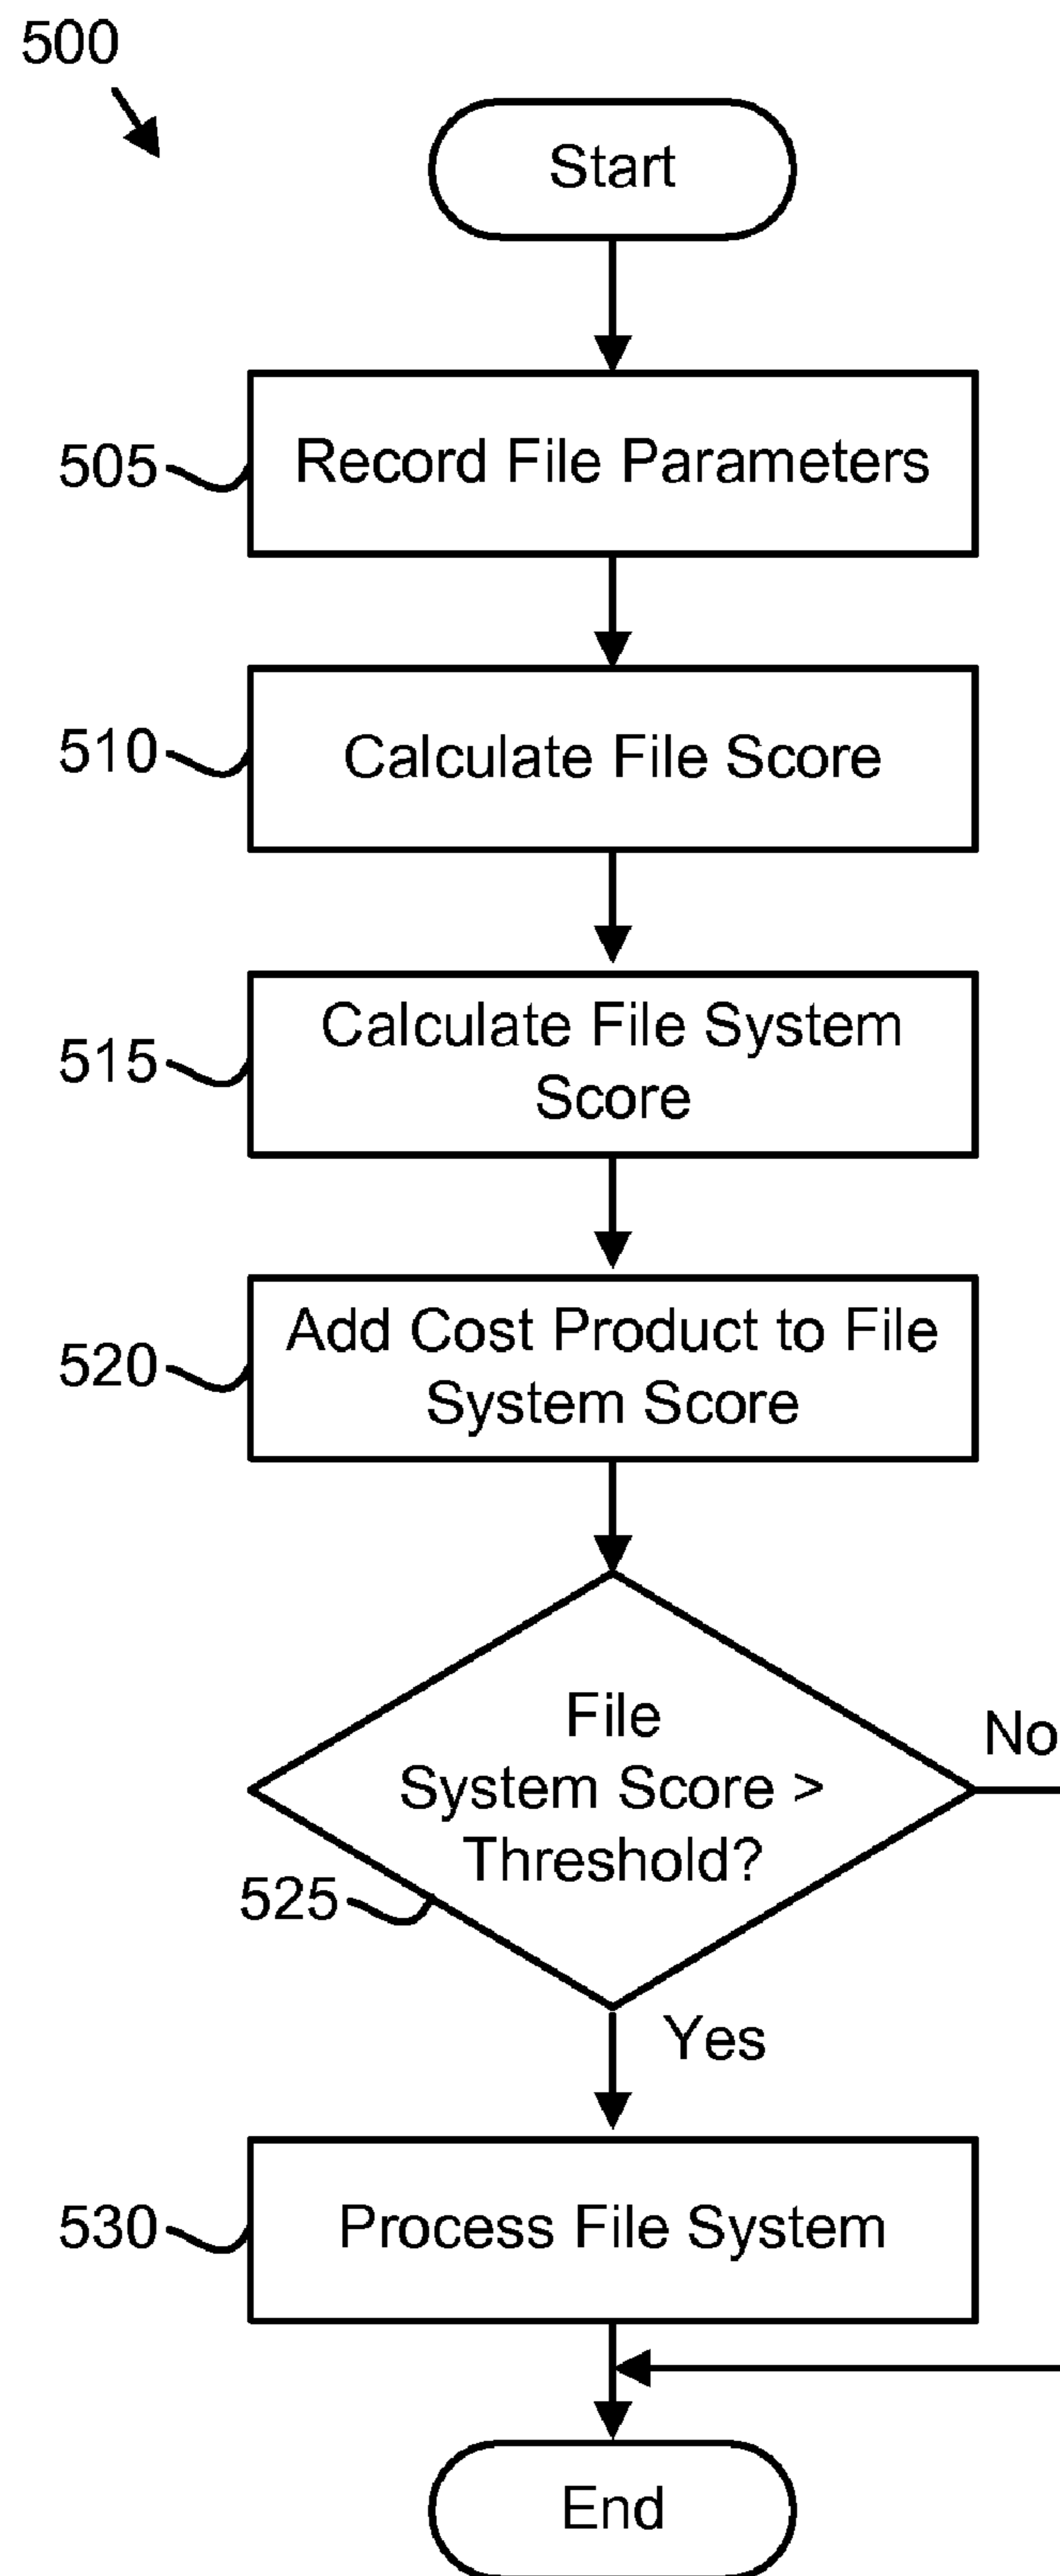 500
Start
505
Record File Parameters
510
Calculate File Score
515
Calculate File System
Score
520
Add Cost Product to File
System Score
File
System Score >
Threshold?
No
525
Yes
530
Process File System
End